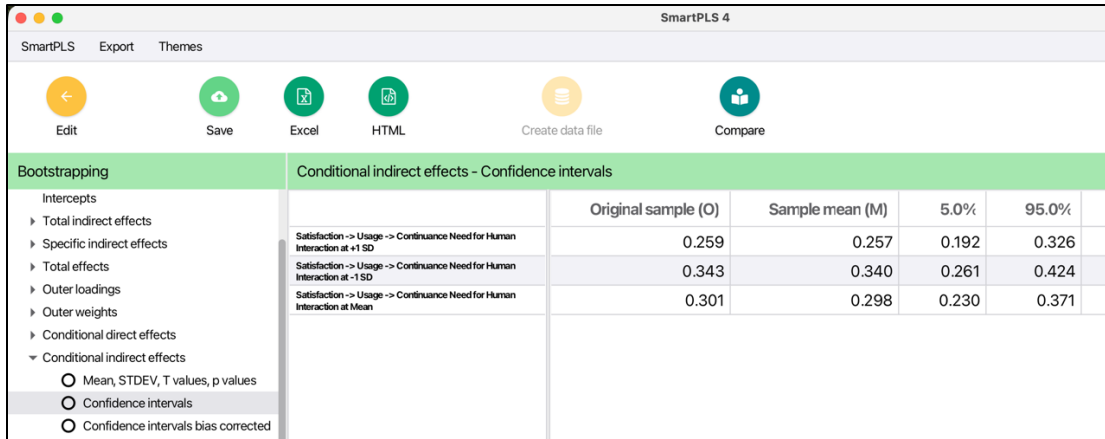 SmartPLS 4
SmartPLS Export Themes
Edit Save Excel HTML Create data file Compare
Bootstrapping
Conditional indirect effects - Confidence intervals
Intercepts
Total indirect effects
Specific indirect effects
Total effects
Outer loadings
Outer weights
Conditional direct effects
Conditional indirect effects
Mean, STDEV, T values, p values
Confidence intervals
Confidence intervals bias corrected
Original sample (O) Sample mean (M) 5.0% 95.0%
Satisfaction -> Usage -> Continuance Need for Human
Interaction at +1 SD
0.259 0.257 0.192 0.326
Satisfaction -> Usage -> Continuance Need for Human
Interaction at -1 SD
0.343 0.340 0.261 0.424
Satisfaction -> Usage -> Continuance Need for Human
Interaction at Mean
0.301 0.298 0.230 0.371